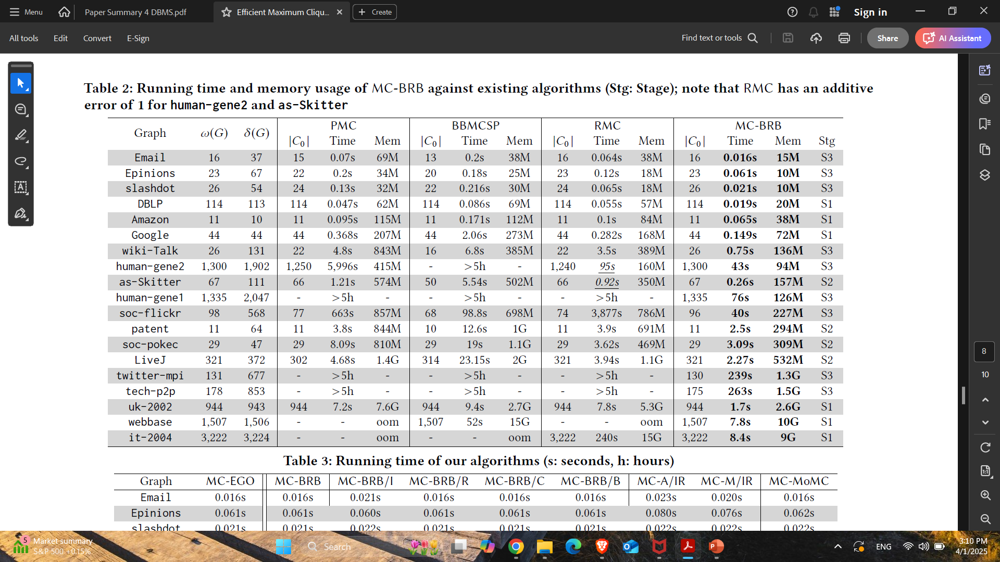 Menu
Paper Summary 4 DBMS.pdf
Efficient Maximum Cliqu...
Create
Sign in
All tools Edit Convert E-Sign
Find text or tools
Share
AI Assistant
Table 2: Running time and memory usage of MC-BRB against existing algorithms (Stg: Stage); note that RMC has an additive
error of 1 for human-gene2 and as-Skitter
Graph ω(G) δ(G) PMC BBMCSP RMC MC-BRB
|C₀| Time Mem |C₀| Time Mem |C₀| Time Mem |C₀| Time Mem Stg
Email 16 37 15 0.07s 69M 13 0.2s 38M 16 0.064s 38M 16 0.016s 15M S3
Epinions 23 67 22 0.2s 34M 20 0.18s 25M 23 0.12s 18M 23 0.061s 10M S3
slashdot 26 54 24 0.13s 32M 22 0.216s 30M 24 0.065s 18M 26 0.021s 10M S3
DBLP 114 113 114 0.047s 62M 114 0.086s 69M 114 0.055s 57M 114 0.019s 20M S1
Amazon 11 10 11 0.095s 115M 11 0.171s 112M 11 0.1s 84M 11 0.065s 38M S1
Google 44 44 44 0.368s 207M 44 2.06s 273M 44 0.282s 168M 44 0.149s 72M S1
wiki-Talk 26 131 22 4.8s 843M 16 6.8s 385M 22 3.5s 389M 26 0.75s 136M S3
human-gene2 1,300 1,902 1,250 5,996s 415M - >5h - 1,240 95s 160M 1,300 43s 94M S3
as-Skitter 67 111 66 1.21s 574M 50 5.54s 502M 66 0.92s 350M 67 0.26s 157M S2
human-gene1 1,335 2,047 - >5h - - >5h - - >5h - 1,335 76s 126M S3
soc-flickr 98 568 77 663s 857M 68 98.8s 698M 74 3,877s 786M 96 40s 227M S3
patent 11 64 11 3.8s 844M 10 12.6s 1G 11 3.9s 691M 11 2.5s 294M S2
soc-pokec 29 47 29 8.09s 810M 29 19s 1.1G 29 3.62s 469M 29 3.09s 309M S2
LiveJ 321 372 302 4.68s 1.4G 314 23.15s 2G 321 3.94s 1.1G 321 2.27s 532M S2
twitter-mpi 131 677 - >5h - - >5h - - >5h - 130 239s 1.3G S3
tech-p2p 178 853 - >5h - - >5h - - >5h - 175 263s 1.5G S3
uk-2002 944 943 944 7.2s 7.6G 944 9.4s 2.7G 944 7.8s 5.3G 944 1.7s 2.6G S1
webbase 1,507 1,506 - - oom 1,507 52s 15G - - oom 1,507 7.8s 10G S1
it-2004 3,222 3,224 - - oom - - oom 3,222 240s 15G 3,222 8.4s 9G S1
Table 3: Running time of our algorithms (s: seconds, h: hours)
Graph MC-EGO MC-BRB MC-BRB/I MC-BRB/R MC-BRB/C MC-BRB/B MC-A/IR MC-M/IR MC-MoMC
Email 0.016s 0.016s 0.021s 0.016s 0.016s 0.016s 0.023s 0.020s 0.016s
Epinions 0.061s 0.061s 0.060s 0.061s 0.061s 0.061s 0.080s 0.076s 0.062s
slashdot 0.021s 0.021s 0.022s 0.021s 0.021s 0.021s 0.022s 0.022s 0.022s
8
10
5
Market summary
S&P 500 +0.15%
Search
ENG
3:10 PM
4/1/2025